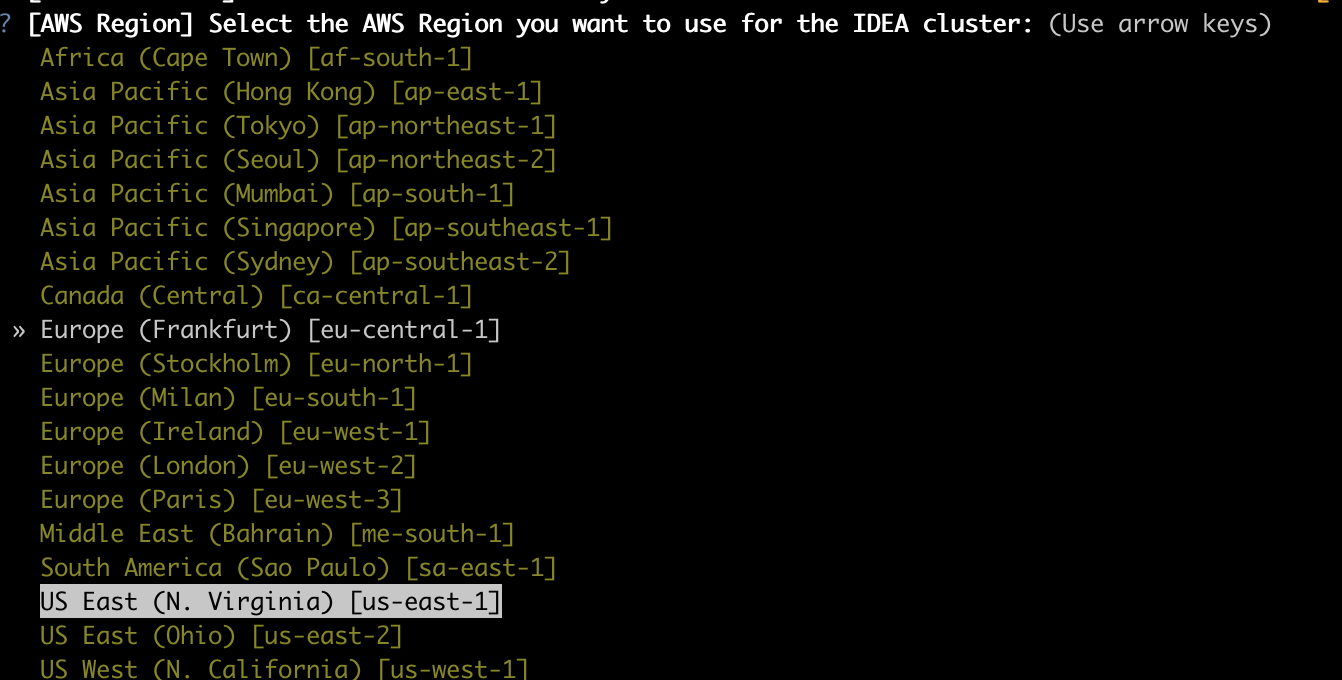 ? [AWS Region] Select the AWS Region you want to use for the IDEA cluster: (Use arrow keys)
Africa (Cape Town) [af-south-1]
Asia Pacific (Hong Kong) [ap-east-1]
Asia Pacific (Tokyo) [ap-northeast-1]
Asia Pacific (Seoul) [ap-northeast-2]
Asia Pacific (Mumbai) [ap-south-1]
Asia Pacific (Singapore) [ap-southeast-1]
Asia Pacific (Sydney) [ap-southeast-2]
Canada (Central) [ca-central-1]
» Europe (Frankfurt) [eu-central-1]
Europe (Stockholm) [eu-north-1]
Europe (Milan) [eu-south-1]
Europe (Ireland) [eu-west-1]
Europe (London) [eu-west-2]
Europe (Paris) [eu-west-3]
Middle East (Bahrain) [me-south-1]
South America (Sao Paulo) [sa-east-1]
US East (N. Virginia) [us-east-1]
US East (Ohio) [us-east-2]
US West (N. California) [us-west-1]